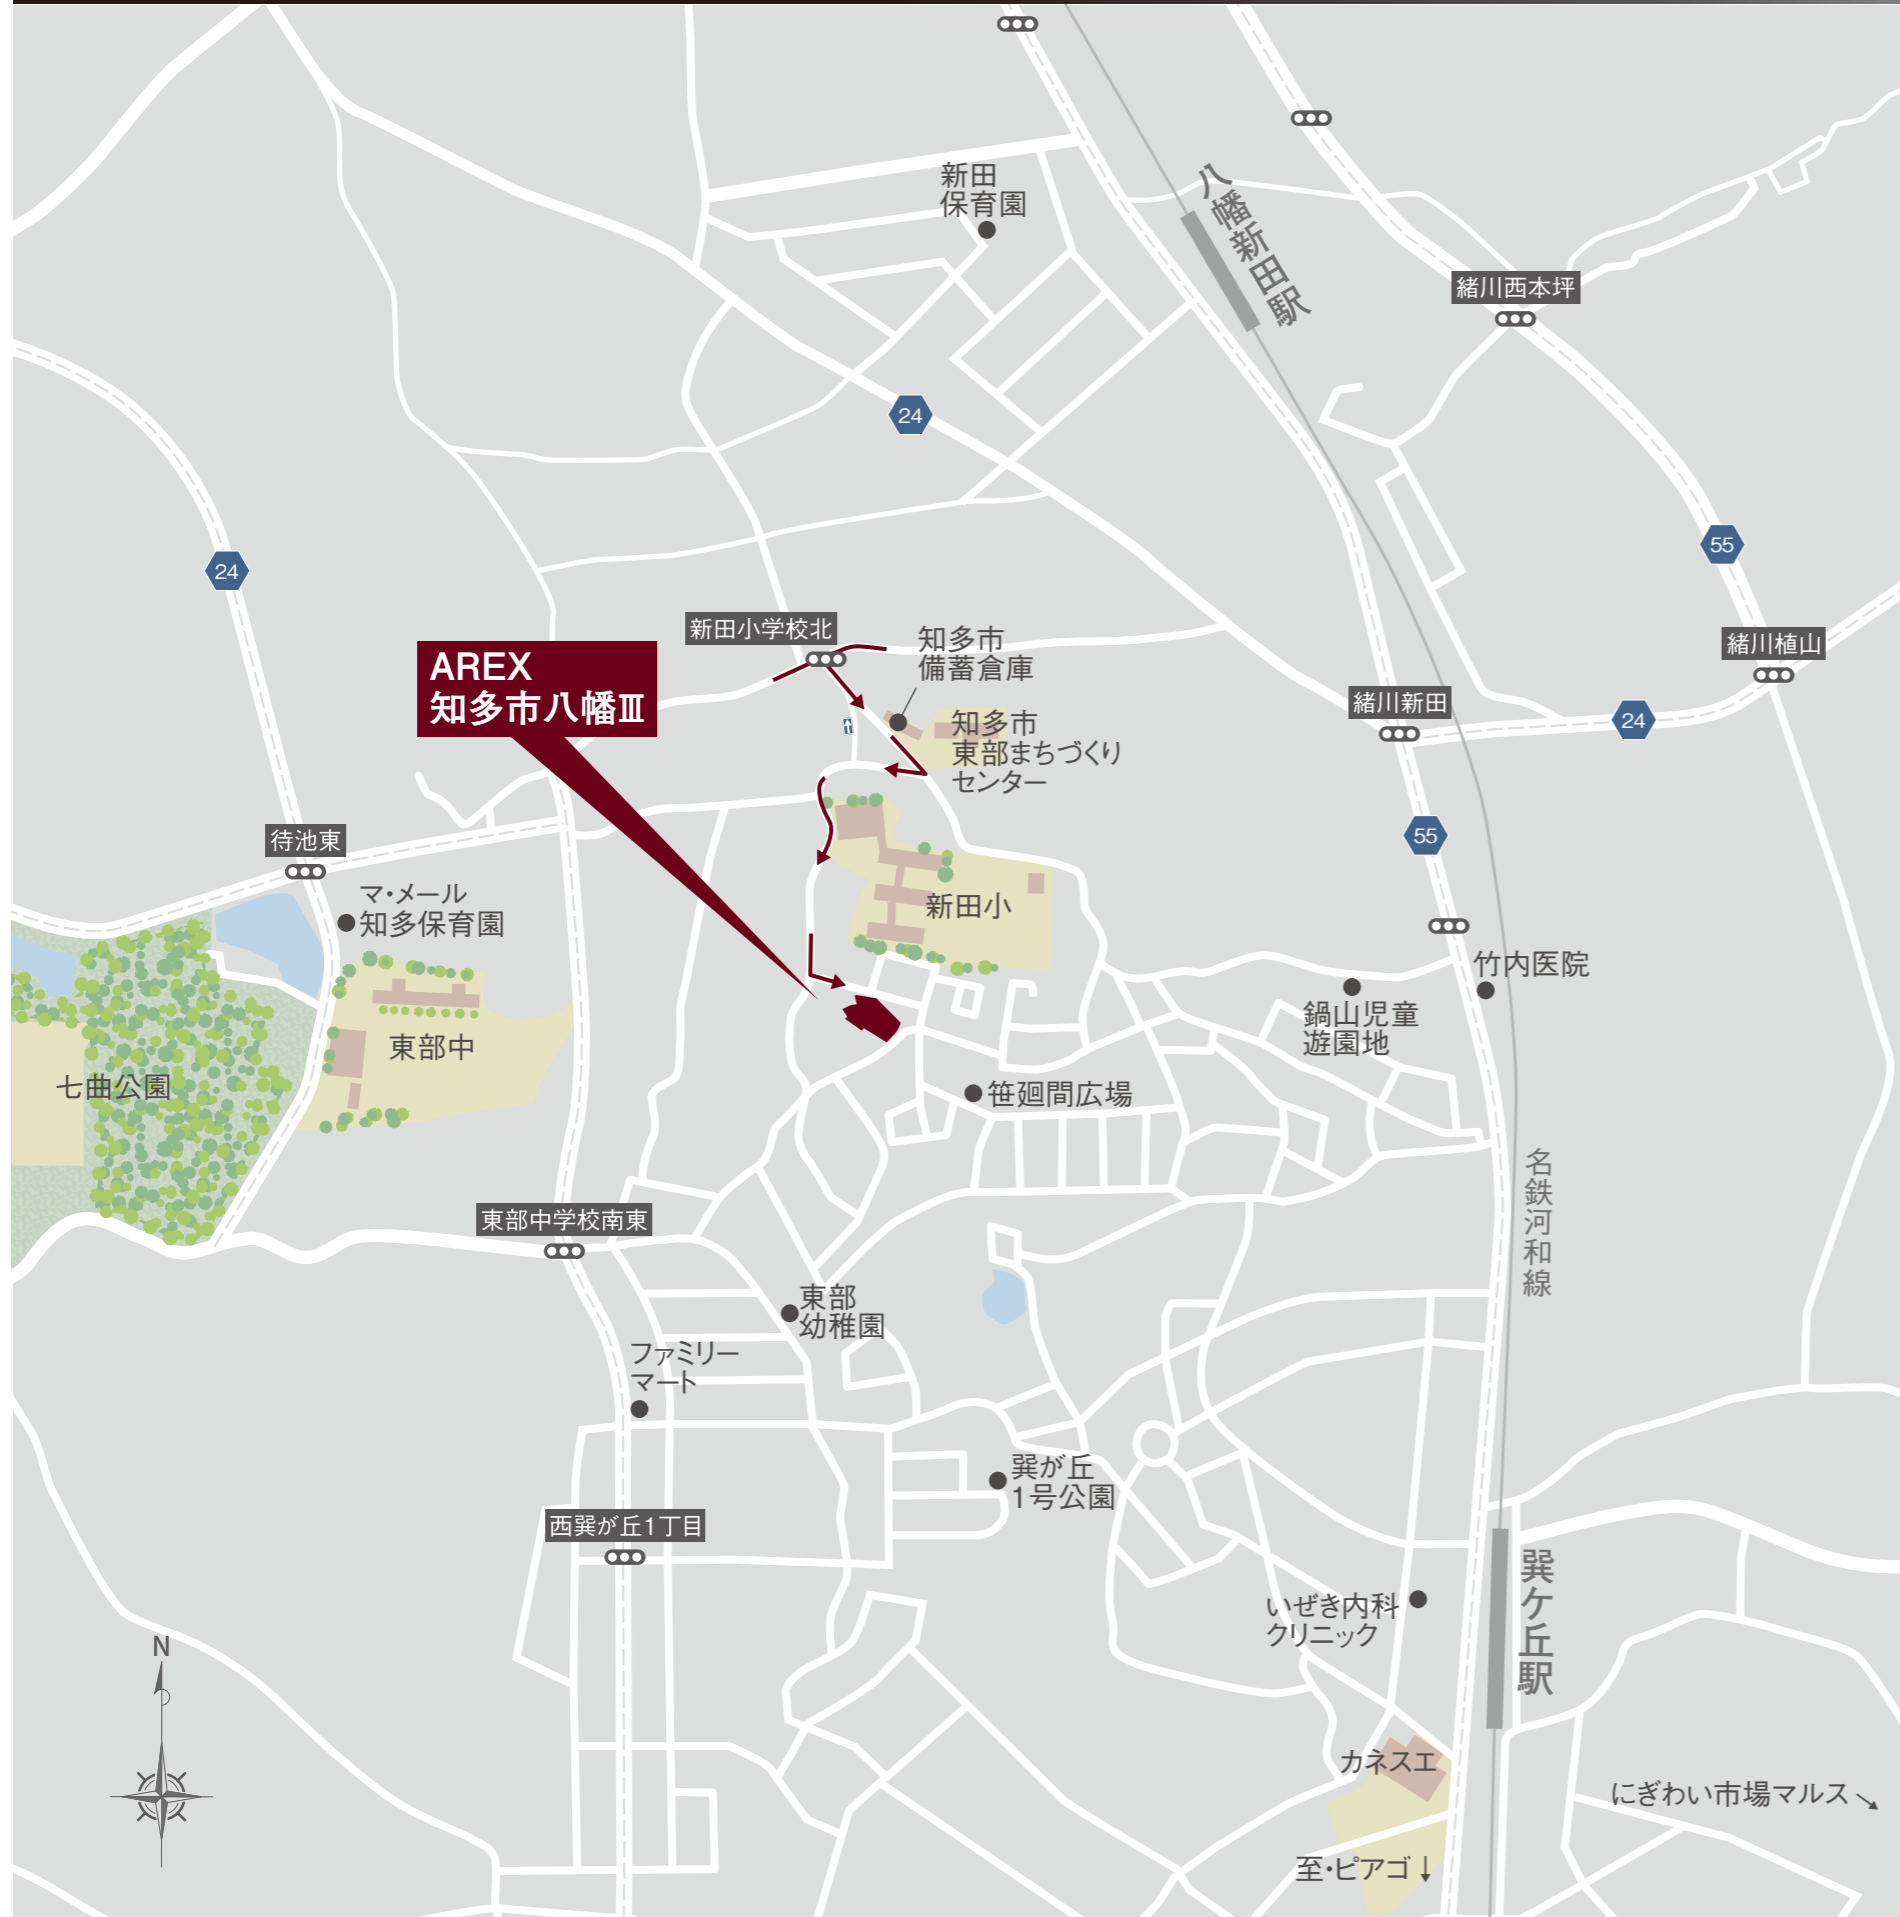 新田
保育園
八幡新田駅
緒川西本坪
24
55
24
新田小学校北
知多市
備蓄倉庫
緒川植山
AREX
知多市八幡Ⅲ
緒川新田
24
知多市
東部まちづくり
センター
55
待池東
マ・メール
知多保育園
新田小
竹内医院
鍋山児童
遊園地
東部中
七曲公園
笹廻間広場
名鉄河和線
東部中学校南東
東部
幼稚園
ファミリー
マート
巽が丘
1号公園
西巽が丘1丁目
巽ケ丘駅
いぜき内科
クリニック
N
カネスエ
にぎわい市場マルス↘
至・ピアゴ↓